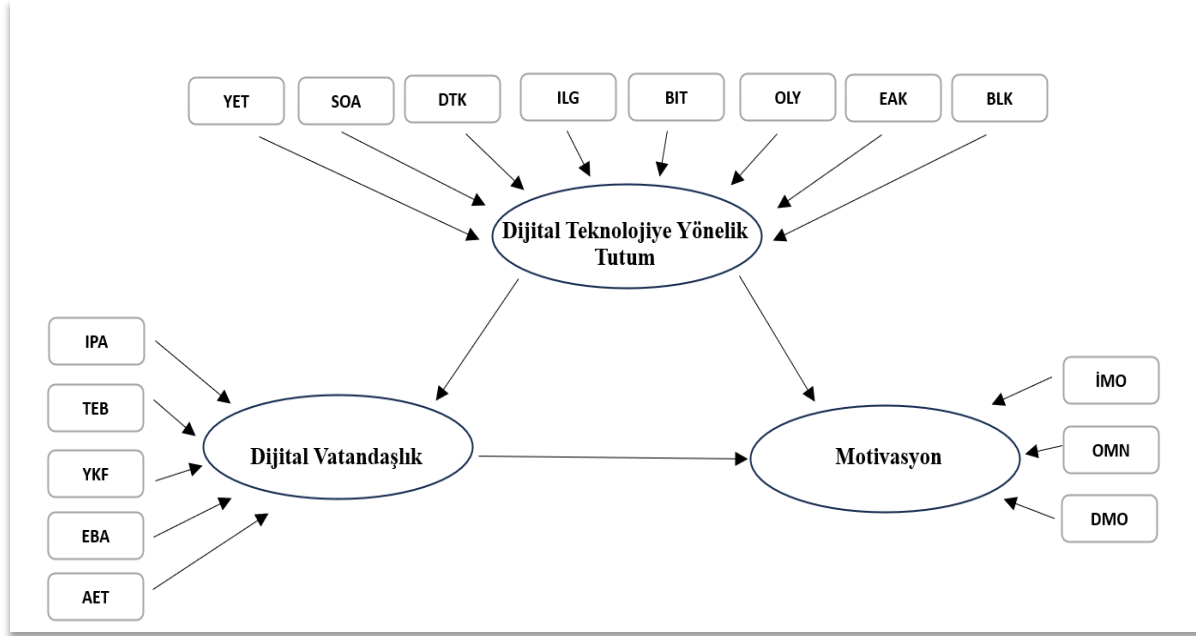 YET
SOA
DTK
ILG
BIT
OLY
EAK
BLK
Dijital Teknolojiye Yönelik
Tutum
IPA
TEB
YKF
EBA
AET
Dijital Vatandaşlık
Motivasyon
İMO
OMN
DMO